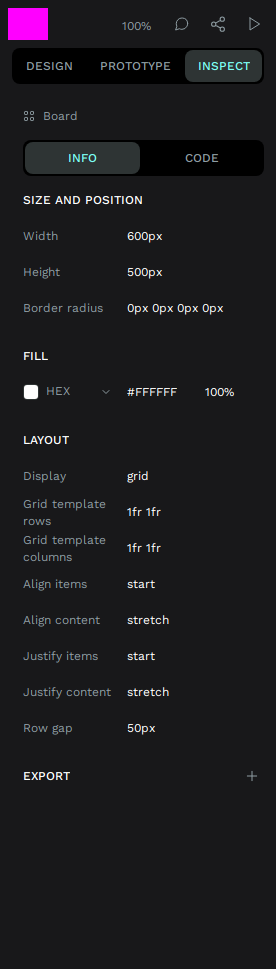 100%
DESIGN PROTOTYPE INSPECT
Board
INFO CODE
SIZE AND POSITION
Width 600px
Height 500px
Border radius 0px 0px 0px 0px
FILL
HEX #FFFFFF 100%
LAYOUT
Display grid
Grid template rows 1fr 1fr
Grid template columns 1fr 1fr
Align items start
Align content stretch
Justify items start
Justify content stretch
Row gap 50px
EXPORT